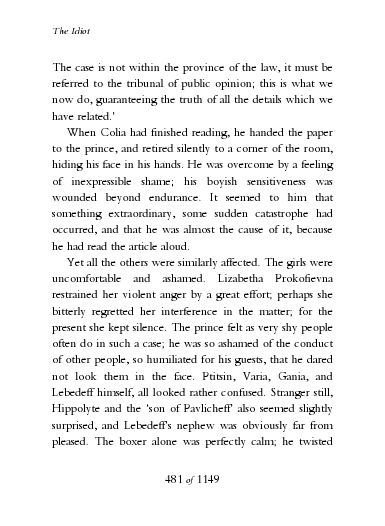 The Idiot
The case is not within the province of the law, it must be
referred to the tribunal of public opinion; this is what we
now do, guaranteeing the truth of all the details which we
have related.'
When Colia had finished reading, he handed the paper
to the prince, and retired silently to a corner of the room,
hiding his face in his hands. He was overcome by a feeling
of inexpressible shame; his boyish sensitiveness was
wounded beyond endurance. It seemed to him that
something extraordinary, some sudden catastrophe had
occurred, and that he was almost the cause of it, because
he had read the article aloud.
Yet all the others were similarly affected. The girls were
uncomfortable and ashamed. Lizabetha Prokofievna
restrained her violent anger by a great effort; perhaps she
bitterly regretted her interference in the matter; for the
present she kept silence. The prince felt as very shy people
often do in such a case; he was so ashamed of the conduct
of other people, so humiliated for his guests, that he dared
not look them in the face. Ptitsin, Varia, Gania, and
Lebedeff himself, all looked rather confused. Stranger still,
Hippolyte and the 'son of Pavlicheff' also seemed slightly
surprised, and Lebedeff's nephew was obviously far from
pleased. The boxer alone was perfectly calm; he twisted
481 of 1149